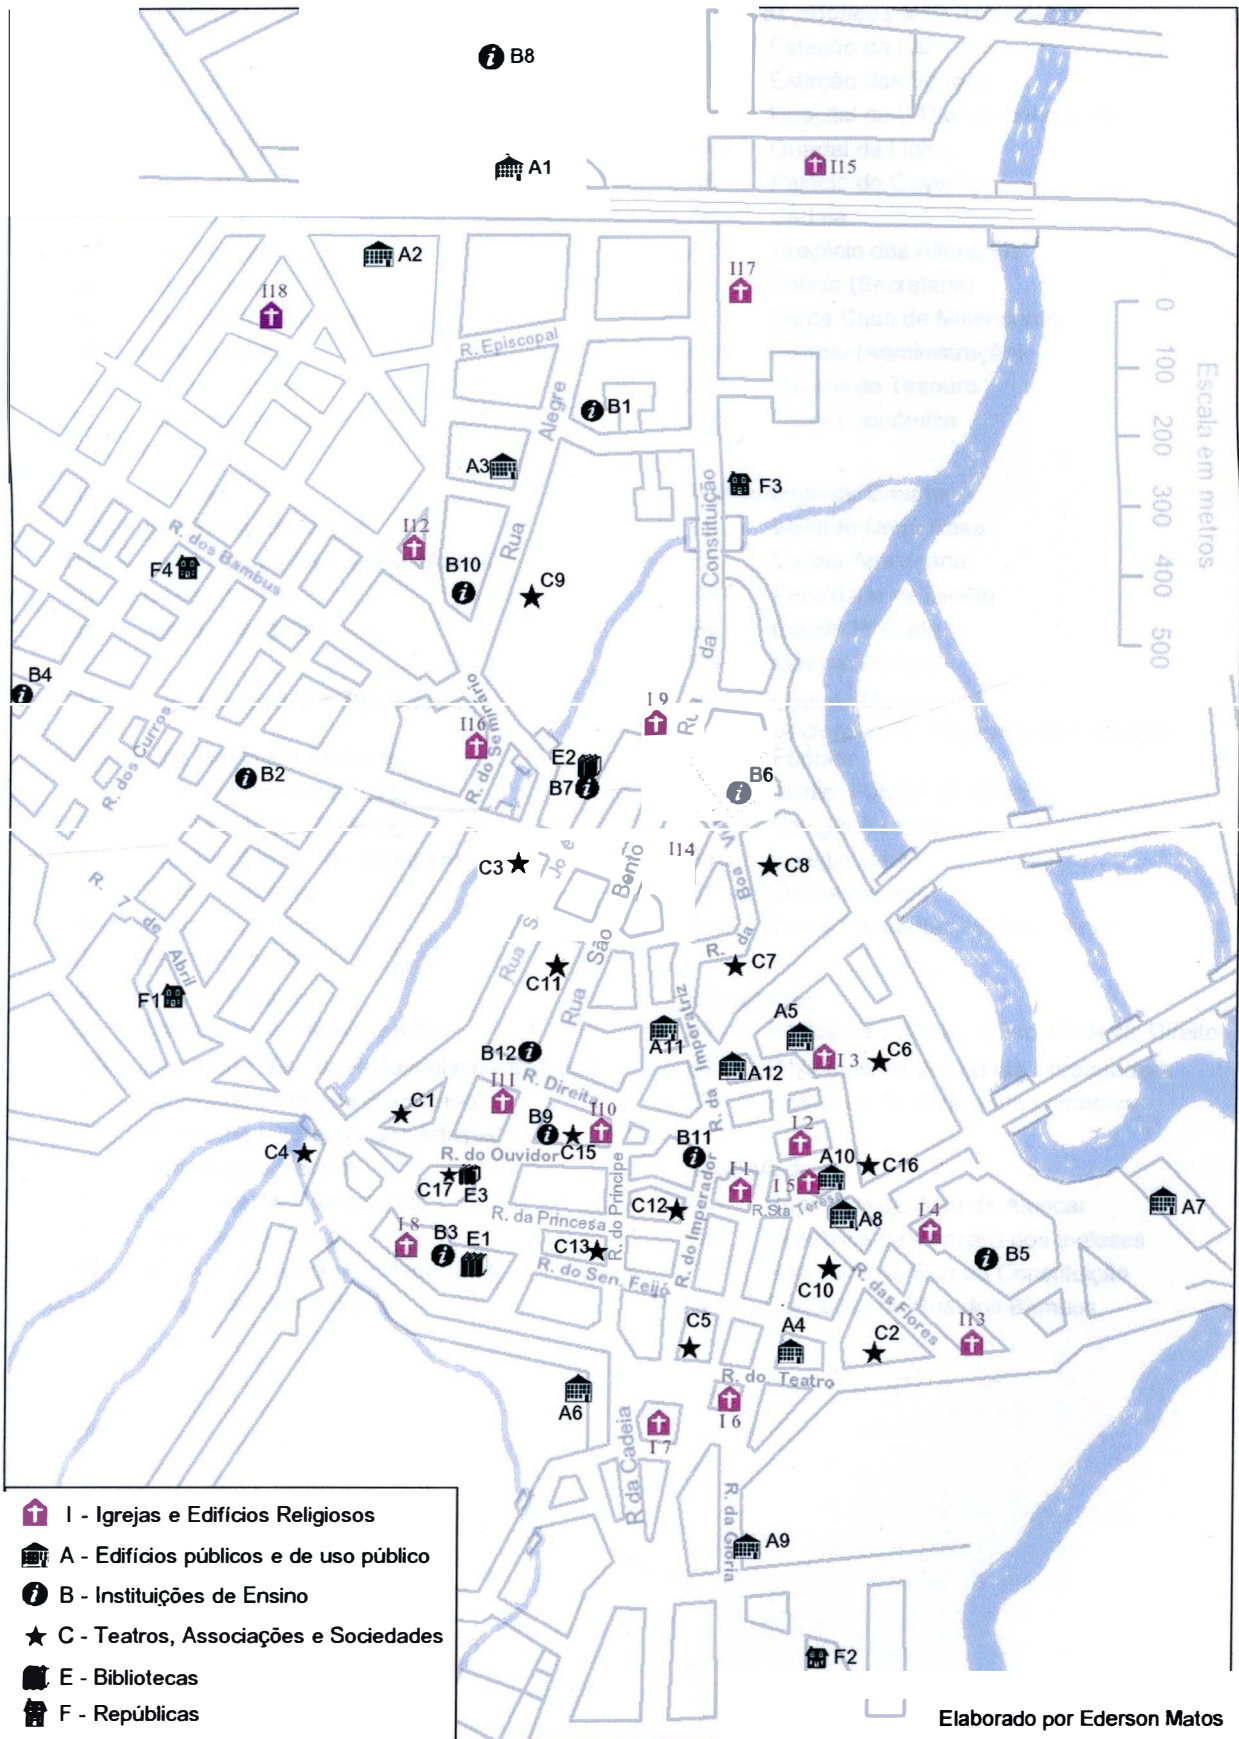 B8
A1
I15
A2
I17
I18
R. Episcopal
0
100
200
300
400
500
Escala em metros
B1
Alegre
A3
F3
Constituição
I12
Rua
R. dos Bambus
F4
B10
C9
da
B4
R. do Seminario
I 9
I16
R. dos Curros
B2
E2
B7
B6
C3
I14
Bento
C8
Boa
R. 7 de Abril
Rua S
São
R. da
C7
C11
Rua
F1
Imperatriz
A5
A11
I 3
C6
B12
A12
R. Direita
da
R.
I11
C1
B9
I10
C15
I 2
B11
C4
R. do Ouvidor
A10
C16
C17
E3
R. do Príncipe
C12
I 1
I 5
R.Sta Teresa
A8
I 4
A7
R. da Princesa
R. do Imperador
I 8
B3
E1
C13
B5
R. do Sen. Feijó
C10
R. das Flores
C5
A4
C2
I13
R. do Teatro
A6
I 6
I 7
R da Cadeia
R. da Glória
A9
F2
I - Igrejas e Edifícios Religiosos
A - Edifícios públicos e de uso público
B - Instituições de Ensino
C - Teatros, Associações e Sociedades
E - Bibliotecas
F - Repúblicas
Elaborado por Ederson Matos